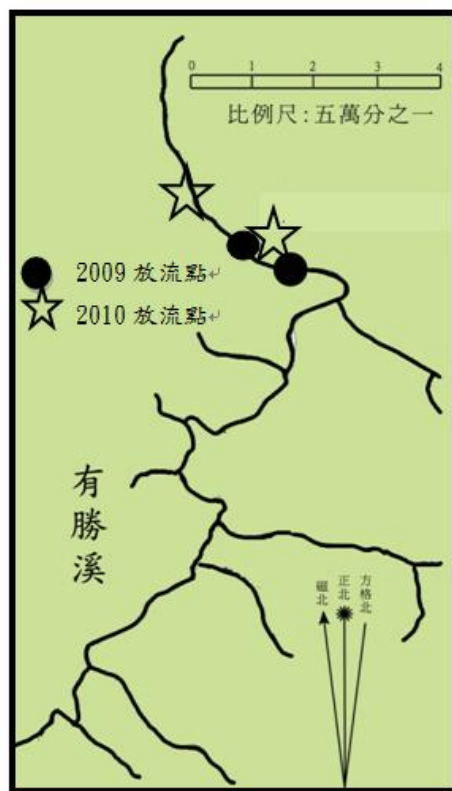 0 1 2 3 4
比例尺:五萬分之一
2009 放流點↵
2010 放流點↵
有勝溪
磁北
正北
方格北